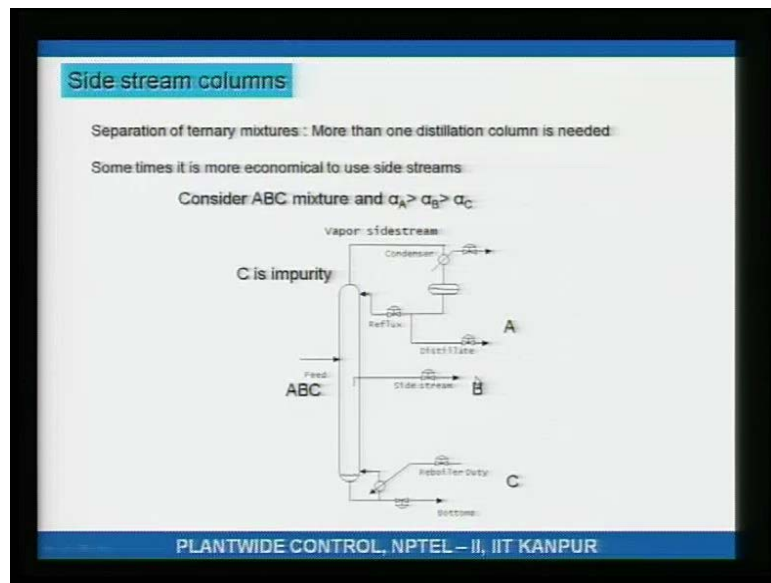 Side stream columns
Separation of ternary mixtures : More than one distillation column is needed
Some times it is more economical to use side streams
Consider ABC mixture and αA> αB> αC
Vapor sidestream
Condenser
C is impurity
Reflux
A
Distillate
Feed
ABC
Side stream
B
Reboiler Duty
C
Bottoms
PLANTWIDE CONTROL, NPTEL – II, IIT KANPUR